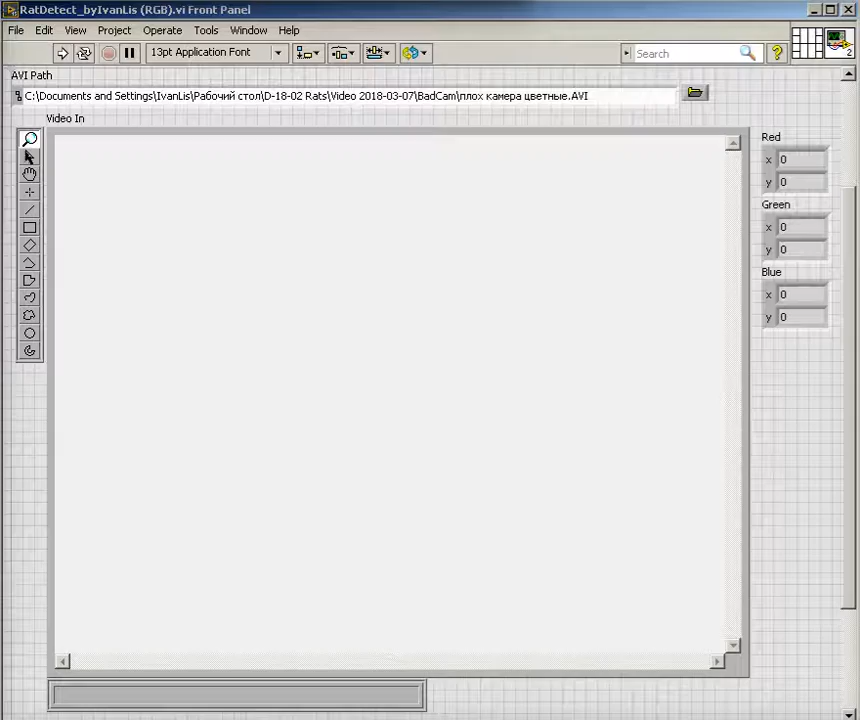 RatDetect_byIvanLis (RGB).vi Front Panel
File Edit View Project Operate Tools Window Help
13pt Application Font Search ? 2
AVI Path
C:\Documents and Settings\IvanLis\Рабочий стол\D-18-02 Rats\Video 2018-03-07\BadCam\плох камера цветные.AVI
Video In
Red
x 0
y 0
Green
x 0
y 0
Blue
x 0
y 0